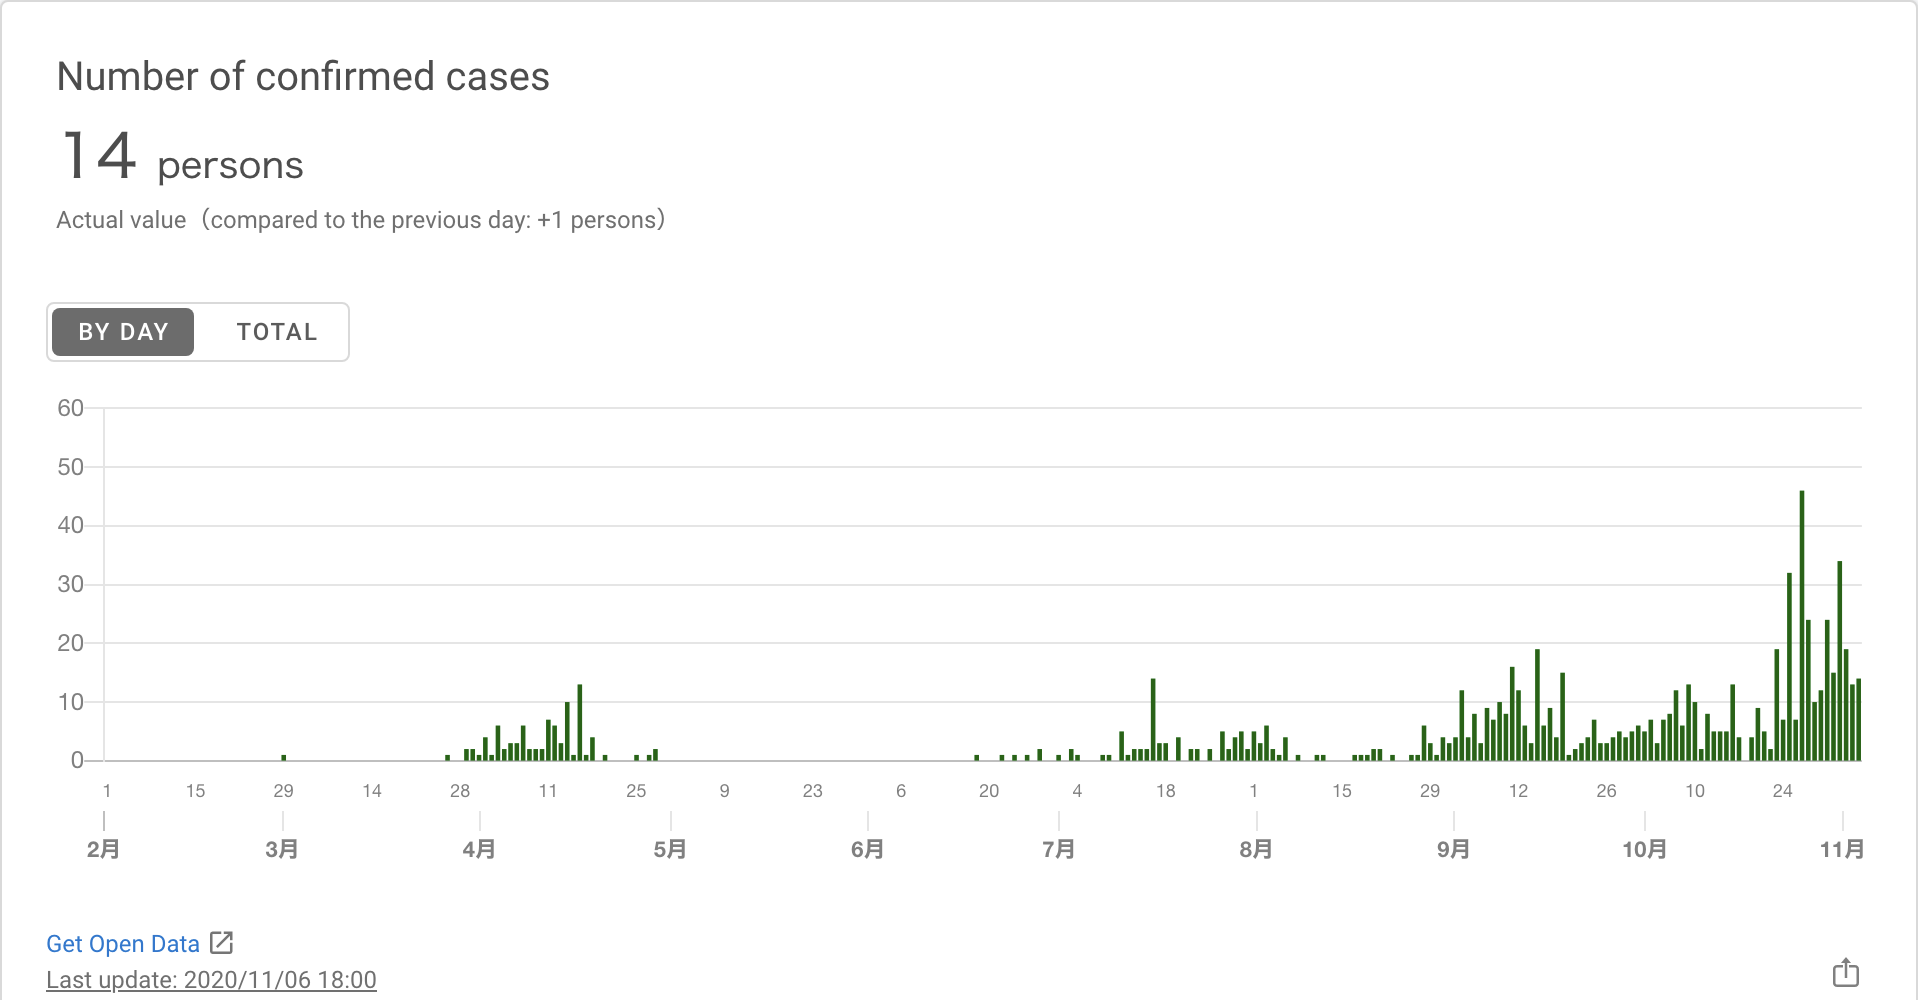 Number of confirmed cases
14 persons
Actual value（compared to the previous day: +1 persons）
BY DAY TOTAL
60
50
40
30
20
10
0
1 15 29 14 28 11 25 9 23 6 20 4 18 1 15 29 12 26 10 24
2月 3月 4月 5月 6月 7月 8月 9月 10月 11月
Get Open Data
Last update: 2020/11/06 18:00